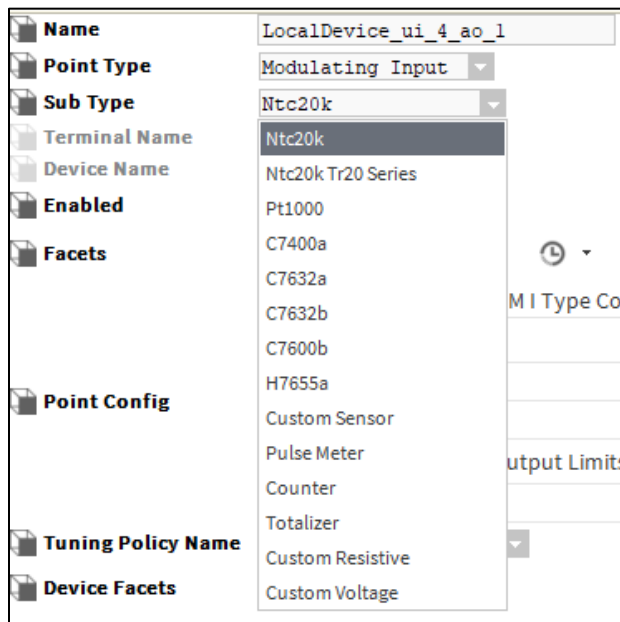 Name LocalDevice_ui_4_ao_1
Point Type Modulating Input
Sub Type Ntc20k
Terminal Name Ntc20k
Device Name Ntc20k Tr20 Series
Enabled Pt1000
C7400a
Facets
C7632a
M I Type Co
C7632b
C7600b
H7655a
Point Config
Custom Sensor
Pulse Meter
utput Limits
Counter
Totalizer
Tuning Policy Name
Custom Resistive
Device Facets Custom Voltage